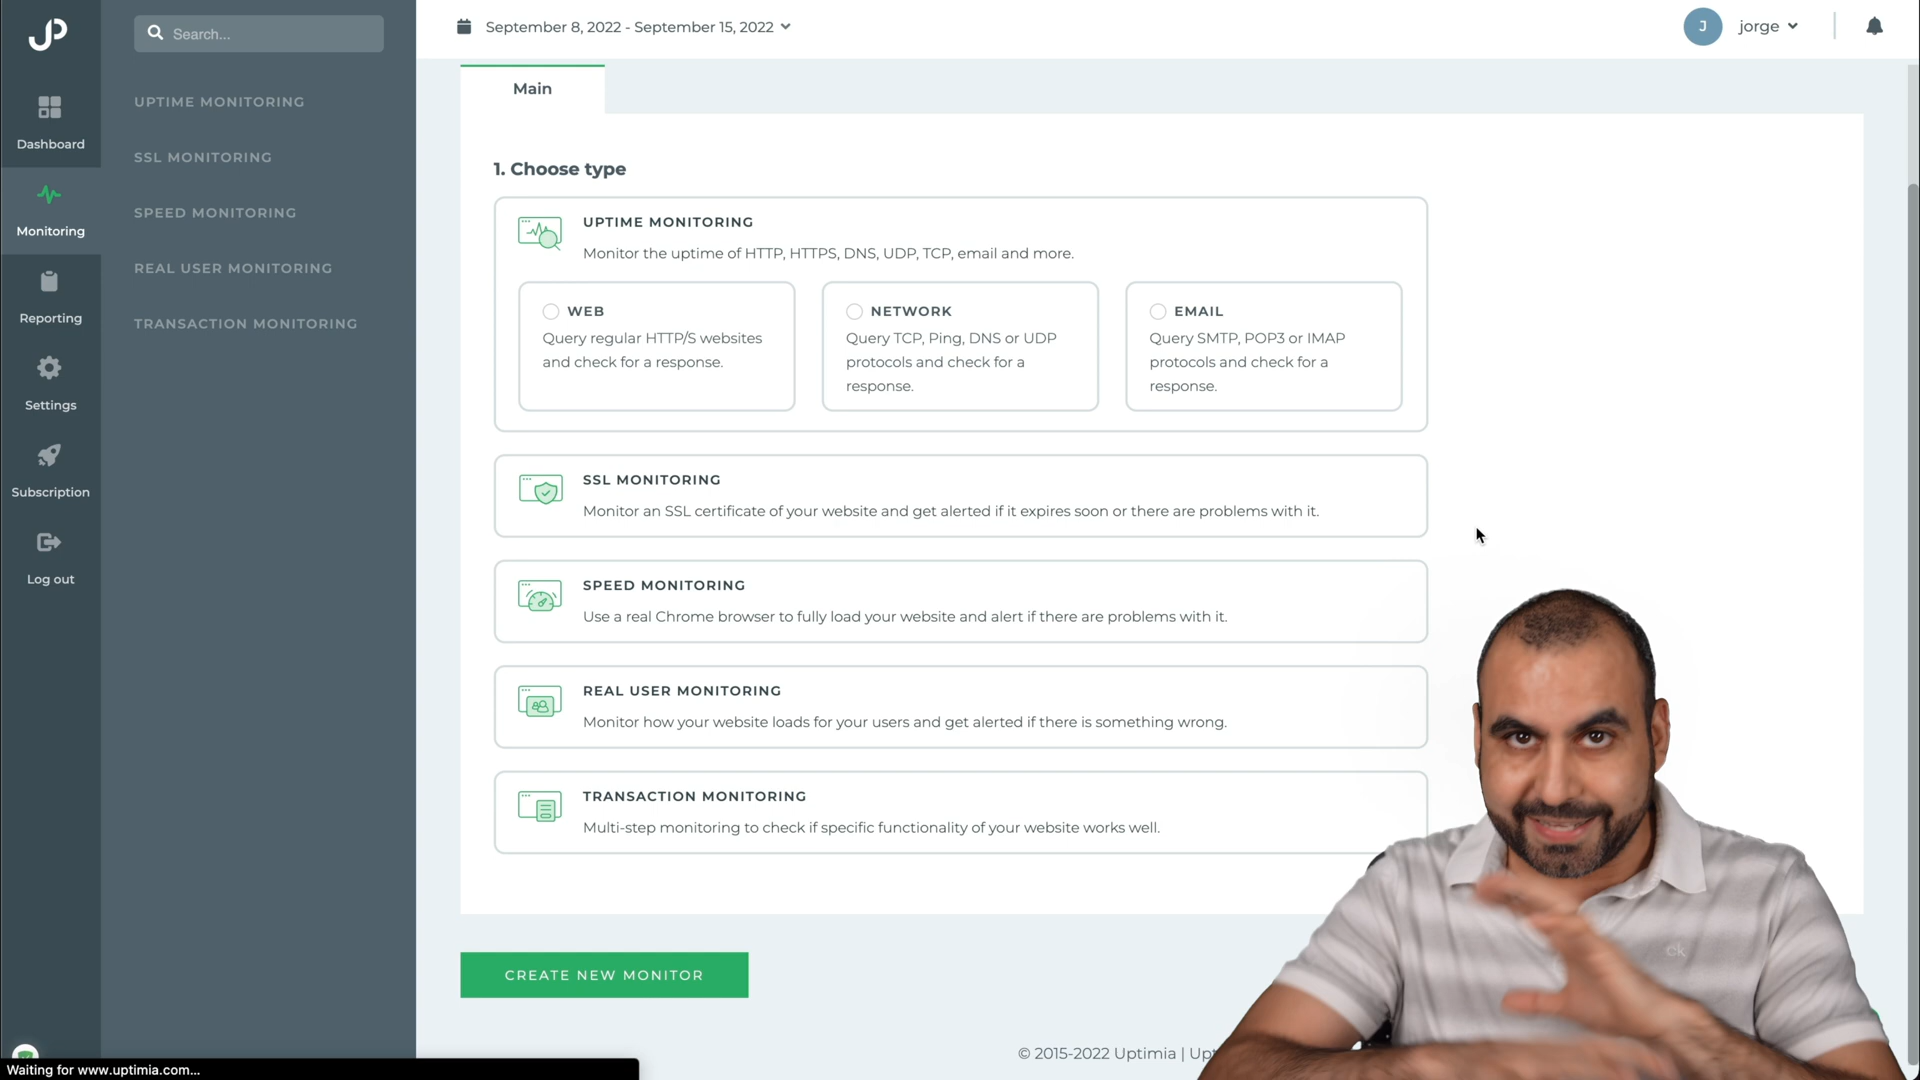 Search...
September 8, 2022 - September 15, 2022
J
jorge
Dashboard
Monitoring
Reporting
Settings
Subscription
Log out
UPTIME MONITORING
SSL MONITORING
SPEED MONITORING
REAL USER MONITORING
TRANSACTION MONITORING
Main
1. Choose type
UPTIME MONITORING
Monitor the uptime of HTTP, HTTPS, DNS, UDP, TCP, email and more.
WEB
Query regular HTTP/S websites
and check for a response.
NETWORK
Query TCP, Ping, DNS or UDP
protocols and check for a
response.
EMAIL
Query SMTP, POP3 or IMAP
protocols and check for a
response.
SSL MONITORING
Monitor an SSL certificate of your website and get alerted if it expires soon or there are problems with it.
SPEED MONITORING
Use a real Chrome browser to fully load your website and alert if there are problems with it.
REAL USER MONITORING
Monitor how your website loads for your users and get alerted if there is something wrong.
TRANSACTION MONITORING
Multi-step monitoring to check if specific functionality of your website works well.
CREATE NEW MONITOR
© 2015-2022 Uptimia | Upt
ck
Waiting for www.uptimia.com...